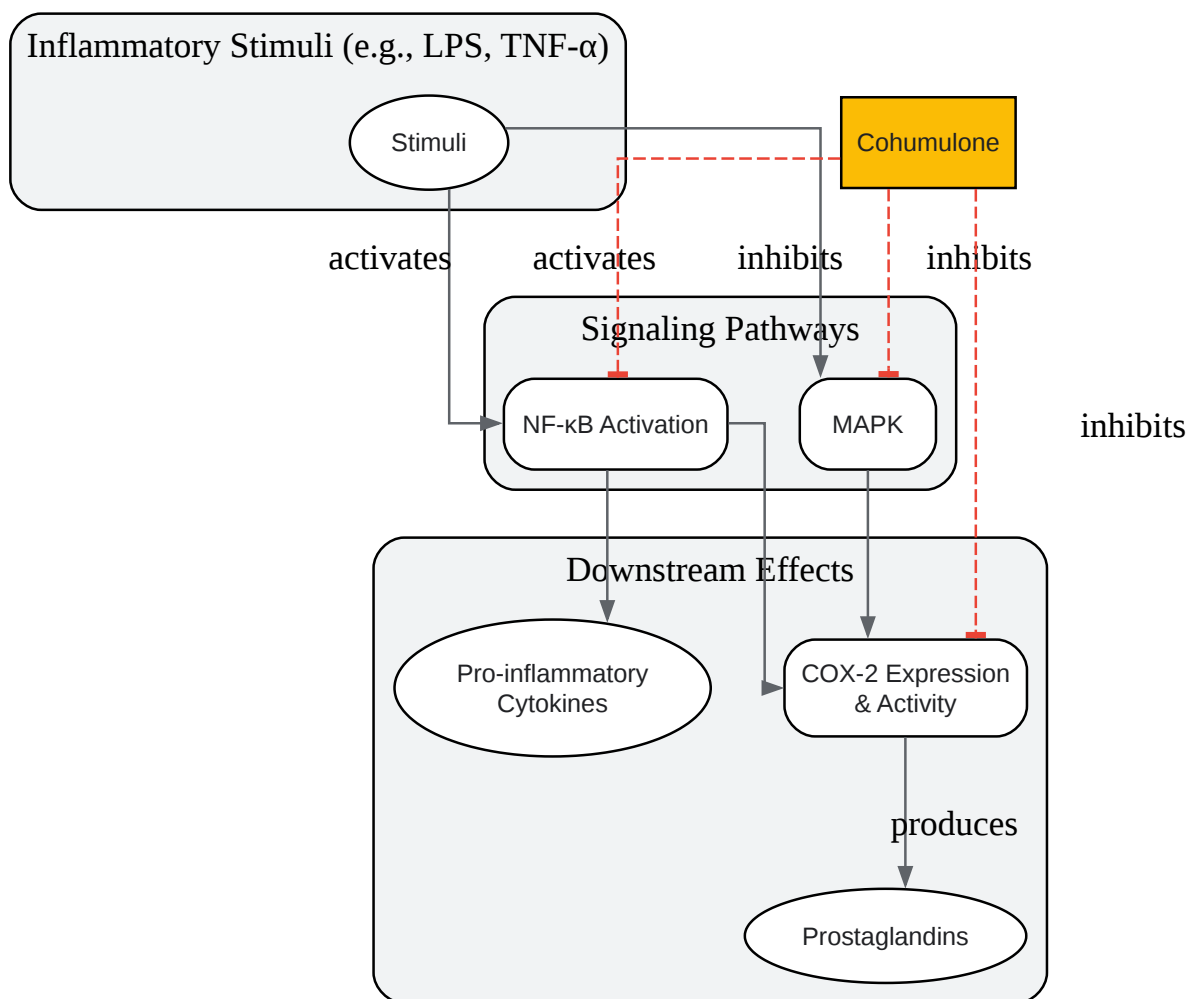 Inflammatory Stimuli (e.g., LPS, TNF-α)
Stimuli
Cohumulone
activates
activates
inhibits
inhibits
Signaling Pathways
NF-κB Activation
MAPK
inhibits
Downstream Effects
Pro-inflammatory
Cytokines
COX-2 Expression
& Activity
produces
Prostaglandins